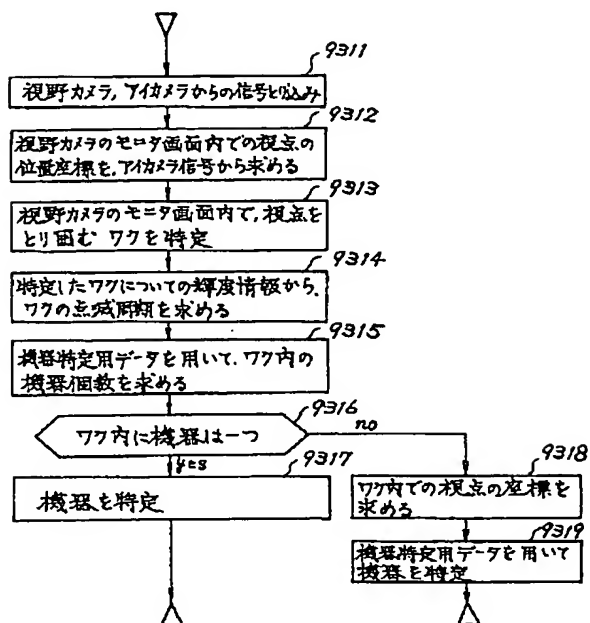 9311
視野カメラ,アイカメラからの信号とり込み
9312
視野カメラのモニタ画面内での視点の
位置座標を,アイカメラ信号から求める
9313
視野カメラのモニタ画面内で,視点を
とり囲む ワクを特定
9314
特定したワクについての輝度情報から,
ワクの点滅周期を求める
9315
機器特定用データを用いて,ワク内の
機器個数を求める
9316
ワク内に機器は一つ
no
yes
9317
機器を特定
9318
ワク内での視点の座標を
求める
9319
機器特定用データを用いて
機器を特定